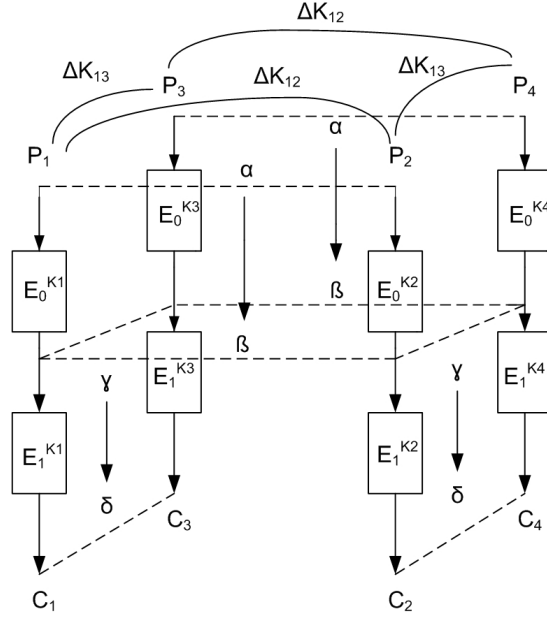 ΔK₁₂
ΔK₁₃ P₃ ΔK₁₂ ΔK₁₃ P₄
P₁ α P₂
α
E₀ᴷ³ E₀ᴷ⁴
E₀ᴷ¹ ß E₀ᴷ²
ß
E₁ᴷ³ E₁ᴷ⁴
ɣ ɣ
E₁ᴷ¹ E₁ᴷ²
δ δ
C₃ C₄
C₁ C₂